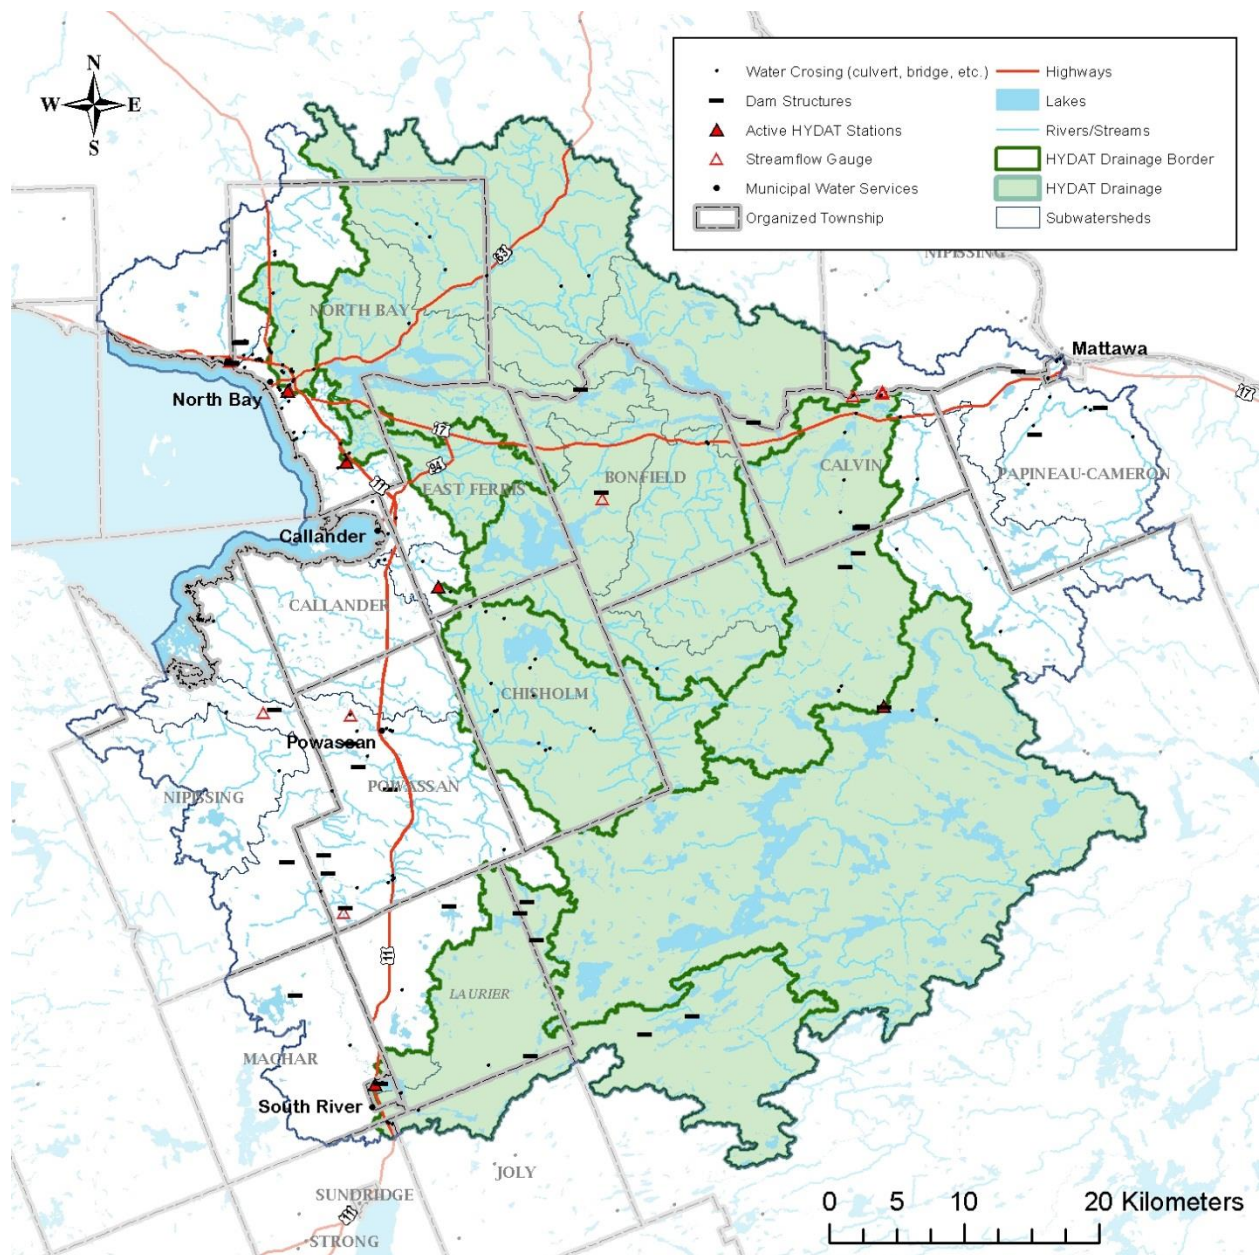 N
W E
S
Water Crossing (culvert, bridge, etc.)
Dam Structures
Active HYDAT Stations
Streamflow Gauge
Municipal Water Services
Organized Township
Highways
Lakes
Rivers/Streams
HYDAT Drainage Border
HYDAT Drainage
Subwatersheds
NIPISSING
63
NORTH BAY
Mattawa
17
North Bay
17
94
BONFIELD
CALVIN
PAPINEAU-CAMERON
11
EAST FERRIS
Callander
CALLANDER
CHISHOLM
Powassan
NIPISSING
POWASSAN
11
LAURIER
MACHAR
South River
JOLY
SUNDRIDGE
11
STRONG
0 5 10 20 Kilometers